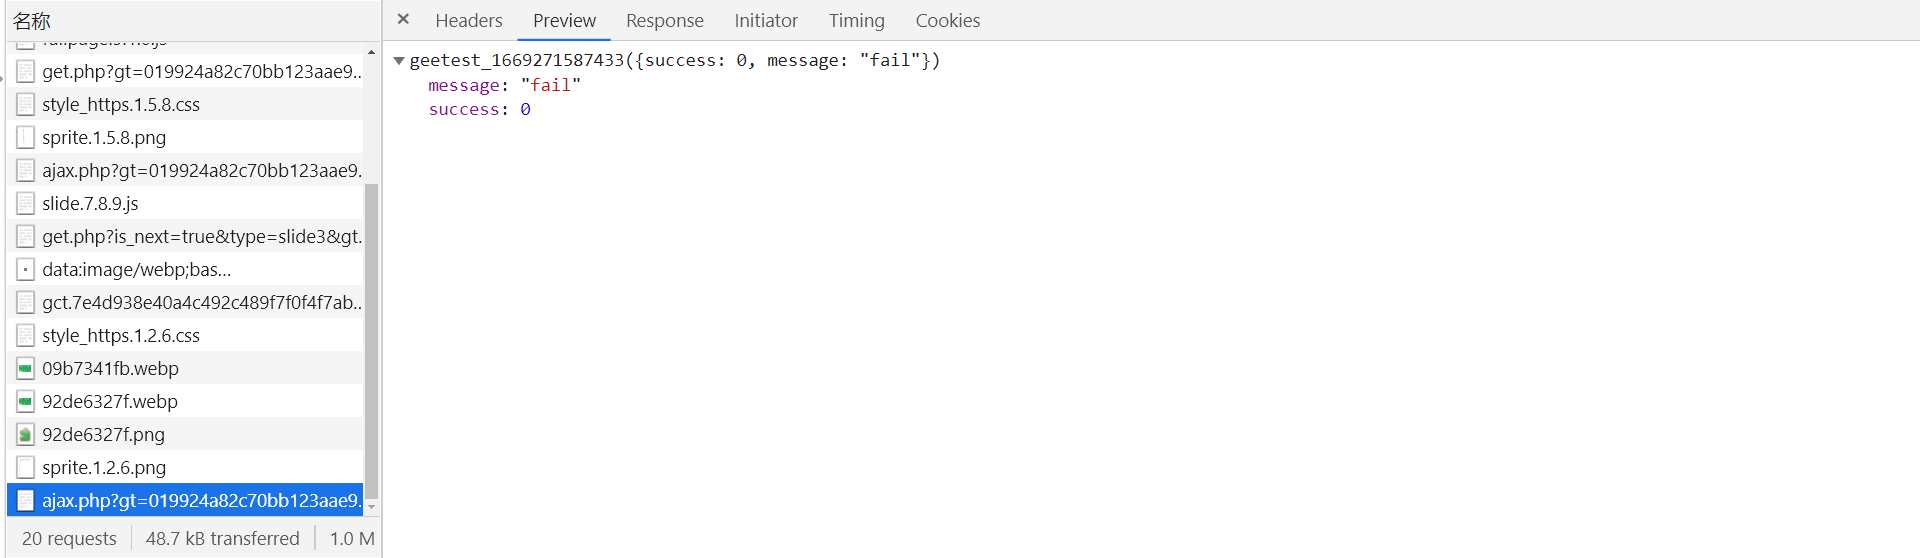 名称
get.php?gt=019924a82c70bb123aae9...
style_https.1.5.8.css
sprite.1.5.8.png
ajax.php?gt=019924a82c70bb123aae9.
slide.7.8.9.js
get.php?is_next=true&type=slide3&gt.
data:image/webp;bas...
gct.7e4d938e40a4c492c489f7f0f4f7ab...
style_https.1.2.6.css
09b7341fb.webp
92de6327f.webp
92de6327f.png
sprite.1.2.6.png
ajax.php?gt=019924a82c70bb123aae9.
20 requests 48.7 kB transferred 1.0 M
Headers Preview Response Initiator Timing Cookies
geetest_1669271587433({success: 0, message: "fail"})
message: "fail"
success: 0